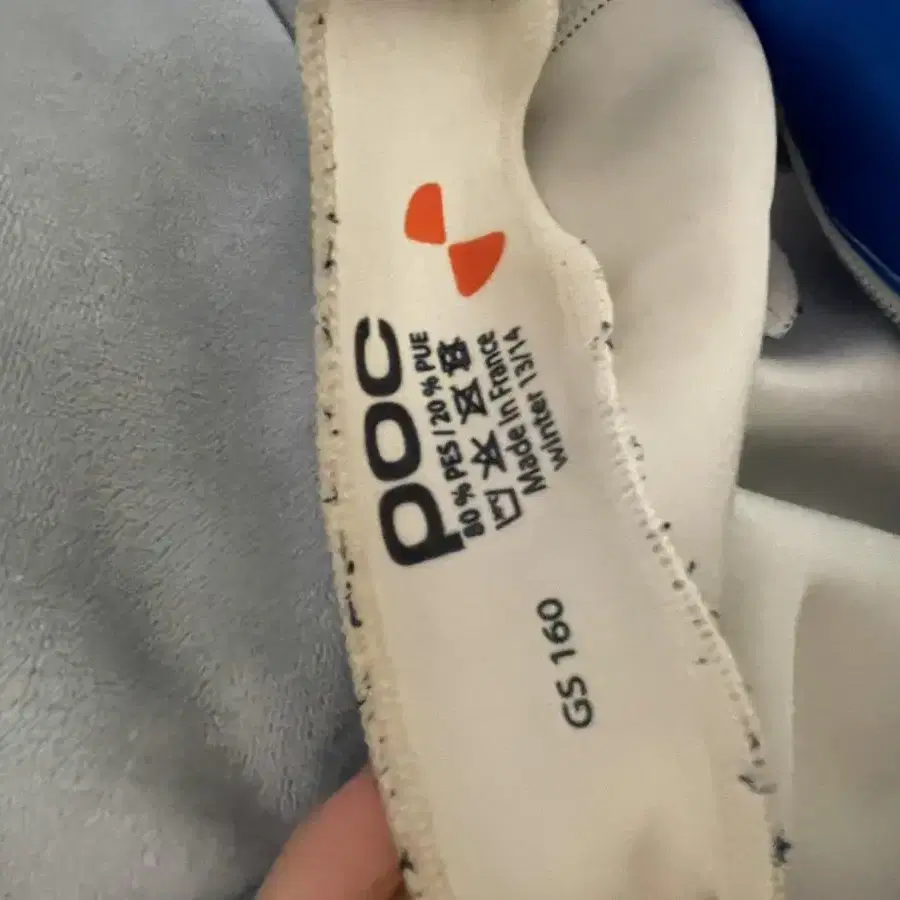 poc
80 % PES / 20 % PUE
Made In France
winter 13/14
GS 160